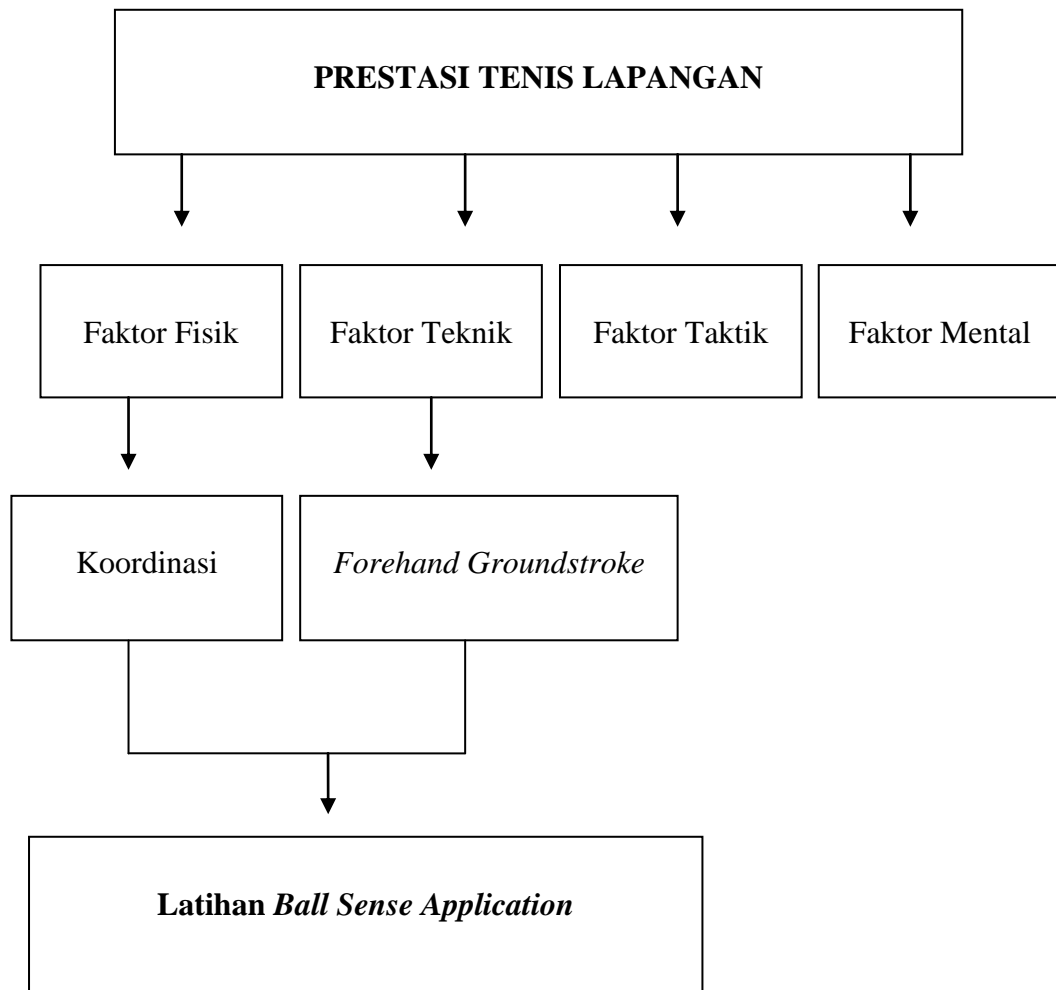 PRESTASI TENIS LAPANGAN
Faktor Fisik
Faktor Teknik
Faktor Taktik
Faktor Mental
Koordinasi
Forehand Groundstroke
Latihan Ball Sense Application